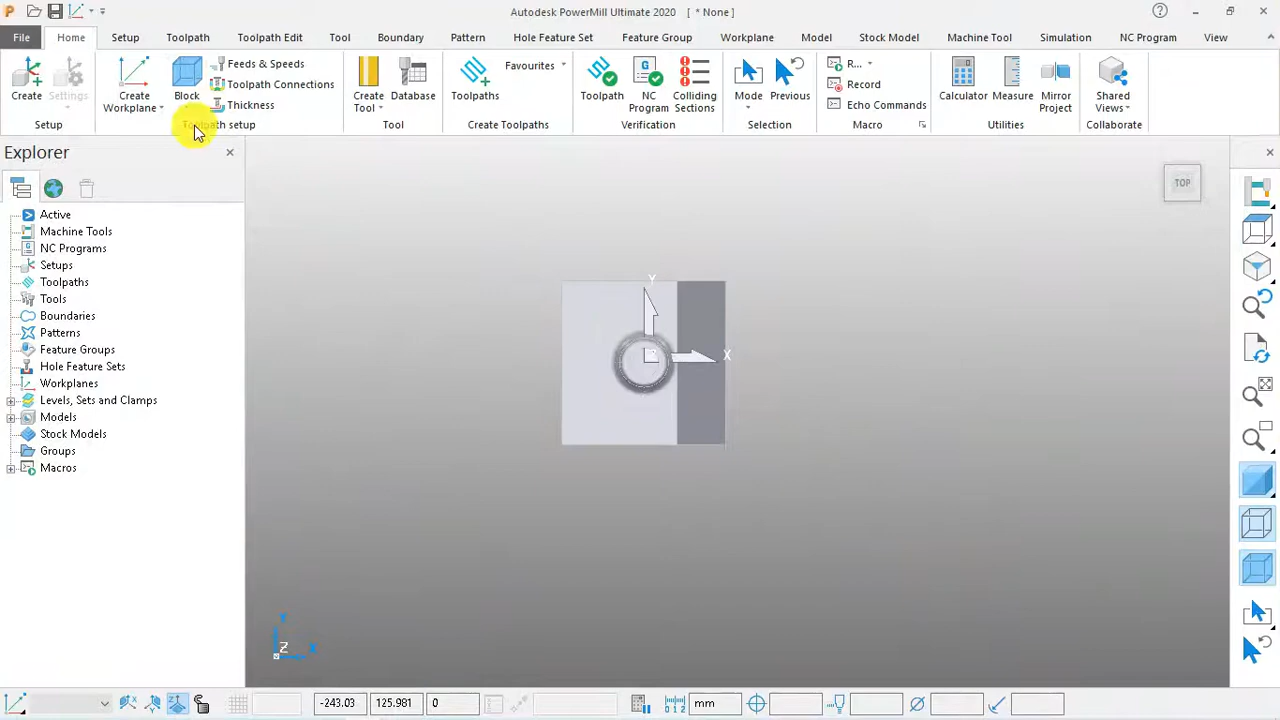 Autodesk PowerMill Ultimate 2020 [ * None ]
File Home Setup Toolpath Toolpath Edit Tool Boundary Pattern Hole Feature Set Feature Group Workplane Model Stock Model Machine Tool Simulation NC Program View
Create
Settings
Setup
Create Workplane
Block
Feeds & Speeds
Toolpath Connections
Thickness
Toolpath setup
Create Tool
Database
Tool
Toolpaths
Favourites
Create Toolpaths
Toolpath
NC Program
Colliding Sections
Verification
Mode
Previous
Selection
R...
Record
Echo Commands
Macro
Calculator
Measure
Mirror Project
Utilities
Shared Views
Collaborate
Explorer
Active
Machine Tools
NC Programs
Setups
Toolpaths
Tools
Boundaries
Patterns
Feature Groups
Hole Feature Sets
Workplanes
Levels, Sets and Clamps
Models
Stock Models
Groups
Macros
TOP
Y
X
Y
Z
X
-243.03 125.981 0 mm